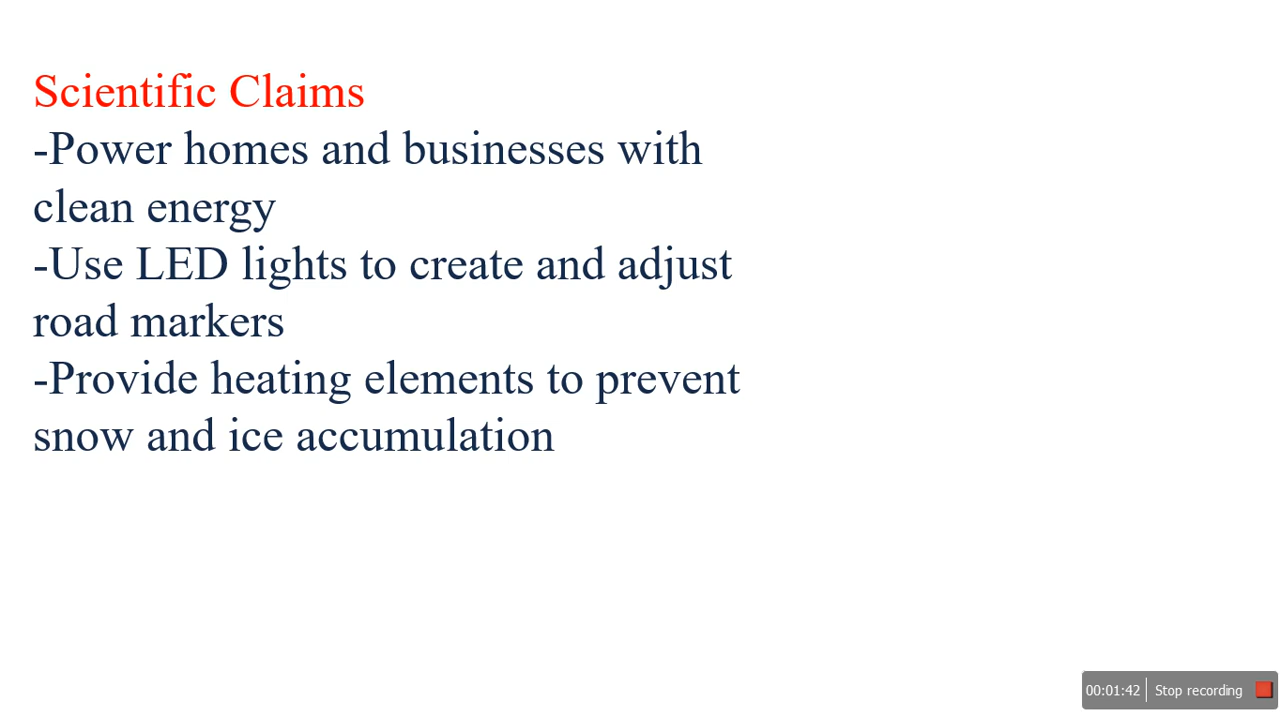 Scientific Claims
-Power homes and businesses with
clean energy
-Use LED lights to create and adjust
road markers
-Provide heating elements to prevent
snow and ice accumulation
00:01:42 Stop recording